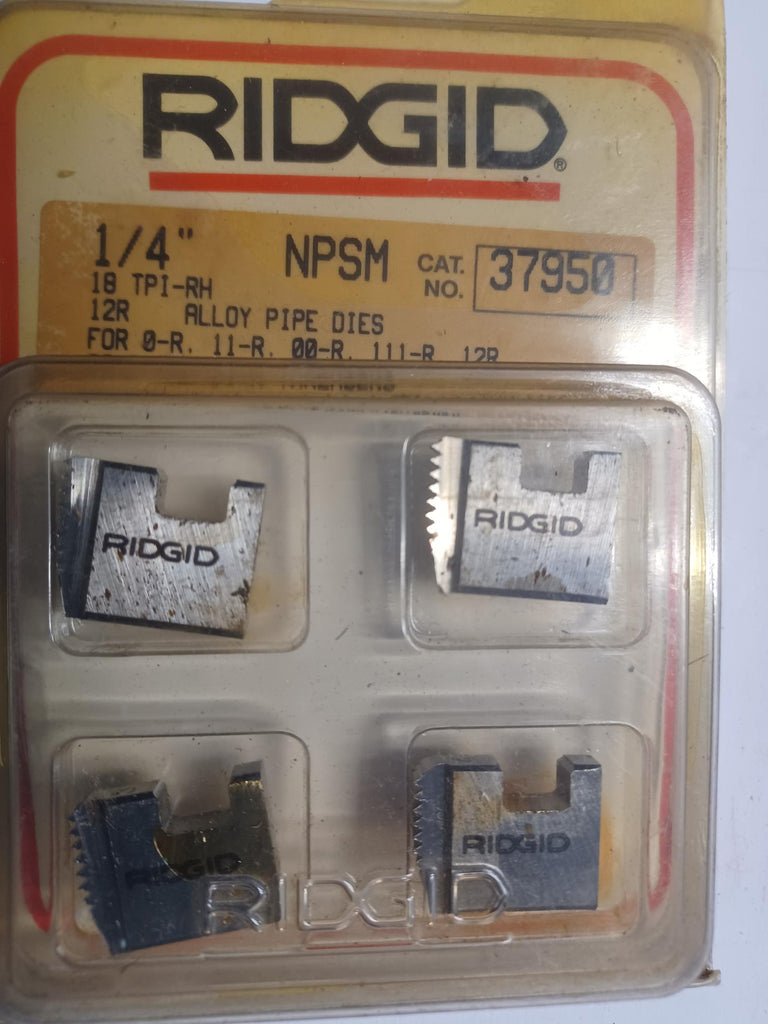 RIDGID®
1/4" NPSM CAT. NO. 37950
18 TPI-RH
12R ALLOY PIPE DIES
FOR 0-R, 11-R, 00-R, 111-R, 12R
RIDGID
RIDGID
RIDGID
RIDGID
RIDGID